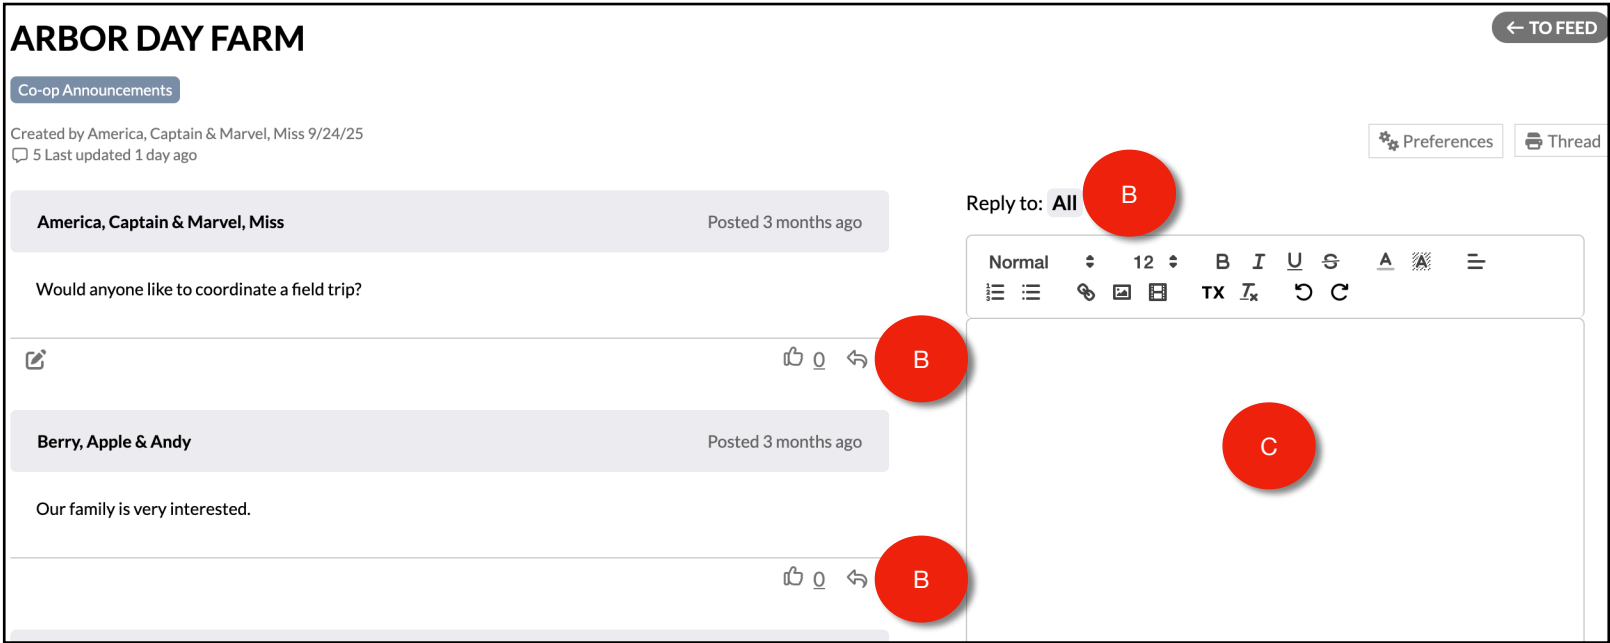 ARBOR DAY FARM
← TO FEED
Co-op Announcements
Created by America, Captain & Marvel, Miss 9/24/25
5 Last updated 1 day ago
Preferences
Thread
America, Captain & Marvel, Miss
Posted 3 months ago
Would anyone like to coordinate a field trip?
0
B
Berry, Apple & Andy
Posted 3 months ago
Our family is very interested.
0
B
Reply to: All
B
Normal 12 B I U S A A
TX Tx
C